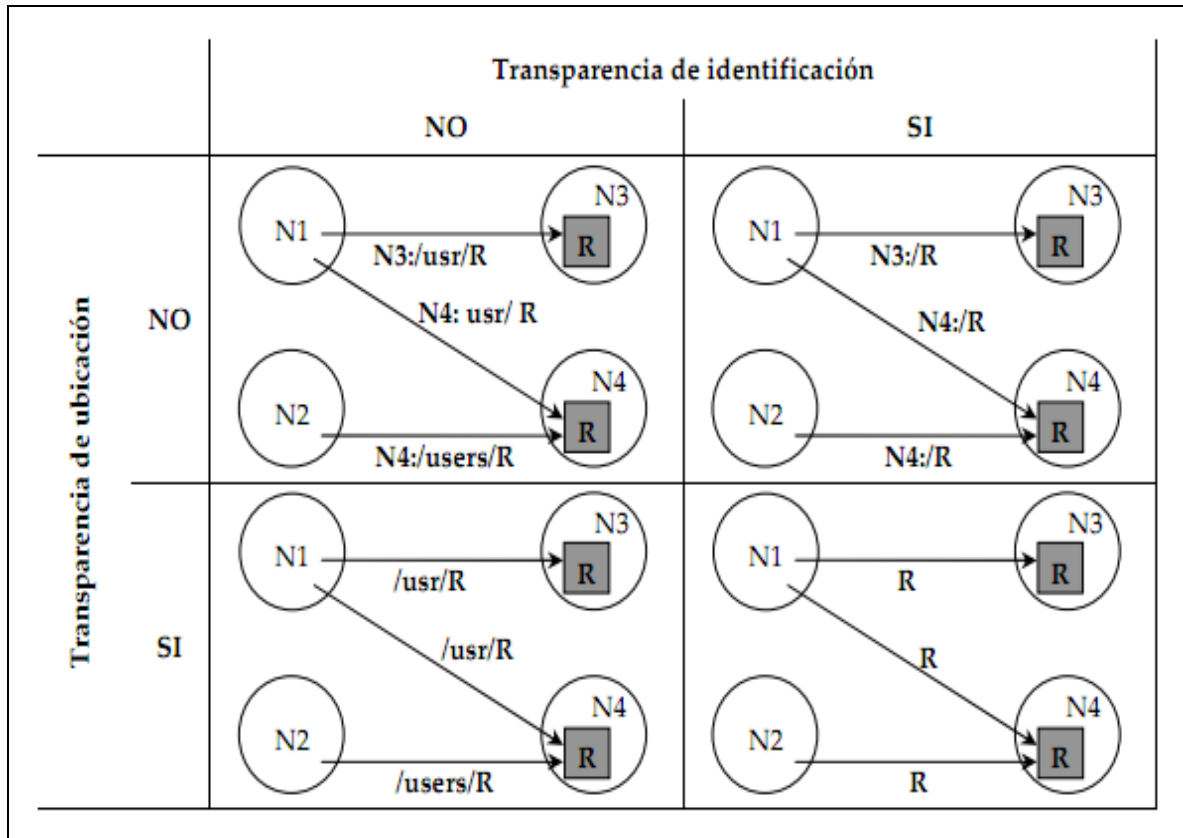 Transparencia de identificación
NO
SI
Transparencia de ubicación
NO
N1
N3
R
N3:/usr/R
N4: usr/ R
N2
N4
R
N4:/users/R
N1
N3
R
N3:/R
N4:/R
N2
N4
R
N4:/R
SI
N1
N3
R
/usr/R
/usr/R
N2
N4
R
/users/R
N1
N3
R
R
R
N2
N4
R
R